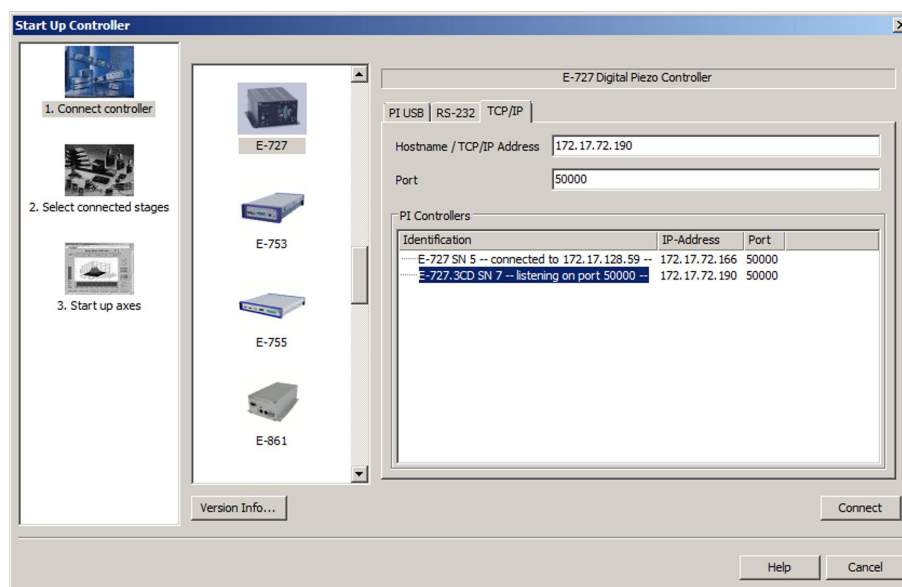 Start Up Controller
1. Connect controller
2. Select connected stages
3. Start up axes
E-727
E-753
E-755
E-861
E-727 Digital Piezo Controller
PI USB RS-232 TCP/IP
Hostname / TCP/IP Address 172.17.72.190
Port 50000
PI Controllers
Identification IP-Address Port
E-727 SN 5 -- connected to 172.17.128.59 -- 172.17.72.166 50000
E-727.3CD SN 7 -- listening on port 50000 -- 172.17.72.190 50000
Version Info... Connect
Help Cancel